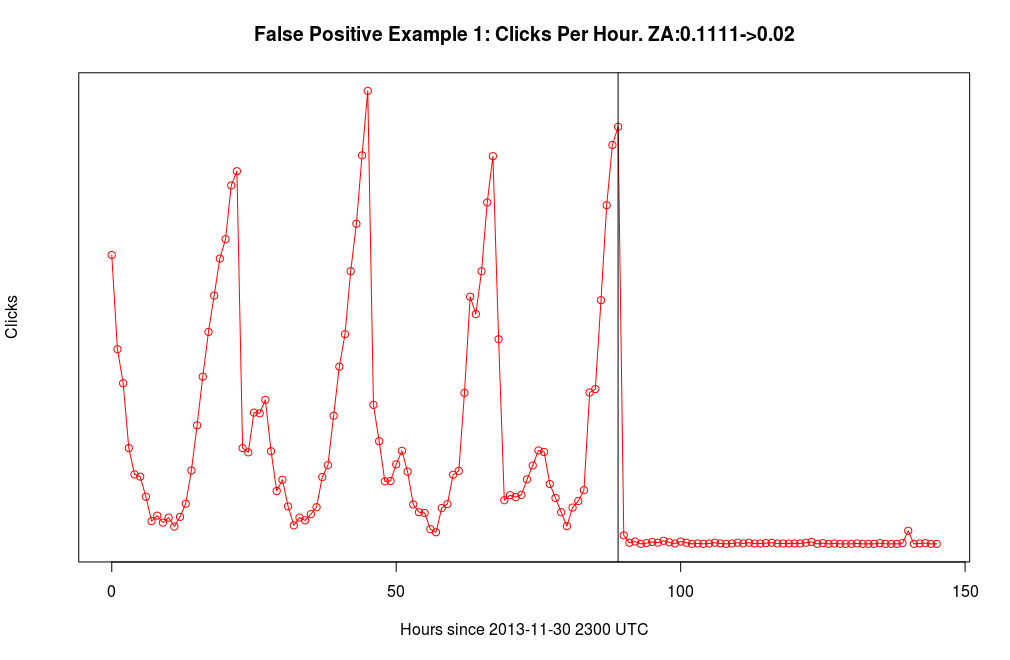 False Positive Example 1: Clicks Per Hour. ZA:0.1111->0.02
Clicks
0 50 100 150
Hours since 2013-11-30 2300 UTC